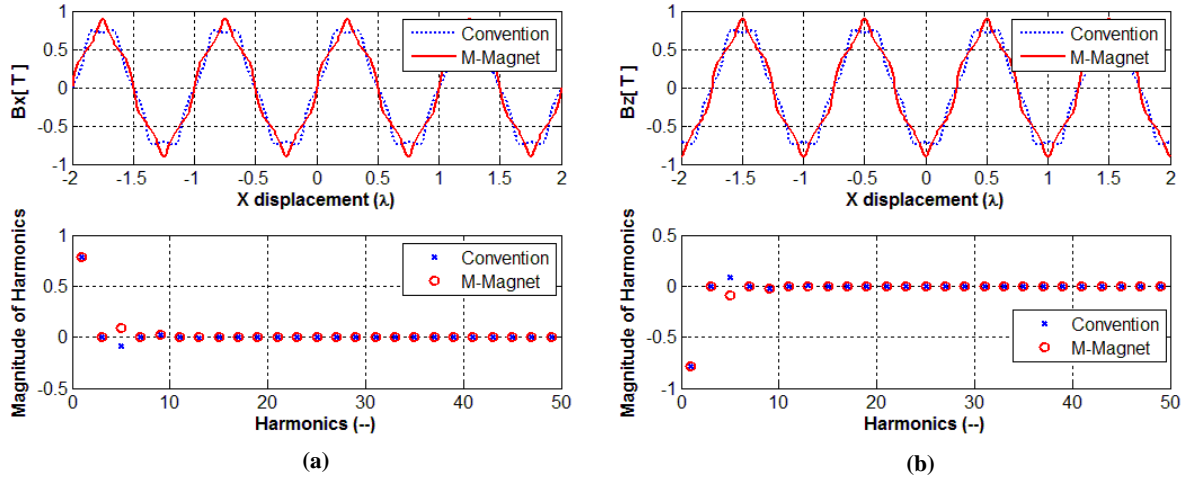 1
0.5
0
-0.5
-1
Bx[ T ]
Convention
M-Magnet
-2 -1.5 -1 -0.5 0 0.5 1 1.5 2
X displacement (λ)
1
0.5
0
-0.5
Magnitude of Harmonics
Convention
M-Magnet
0 10 20 30 40 50
Harmonics (--)
(a)
1
0.5
0
-0.5
-1
Bz[ T ]
Convention
M-Magnet
-2 -1.5 -1 -0.5 0 0.5 1 1.5 2
X displacement (λ)
0.5
0
-0.5
-1
Magnitude of Harmonics
Convention
M-Magnet
0 10 20 30 40 50
Harmonics (--)
(b)